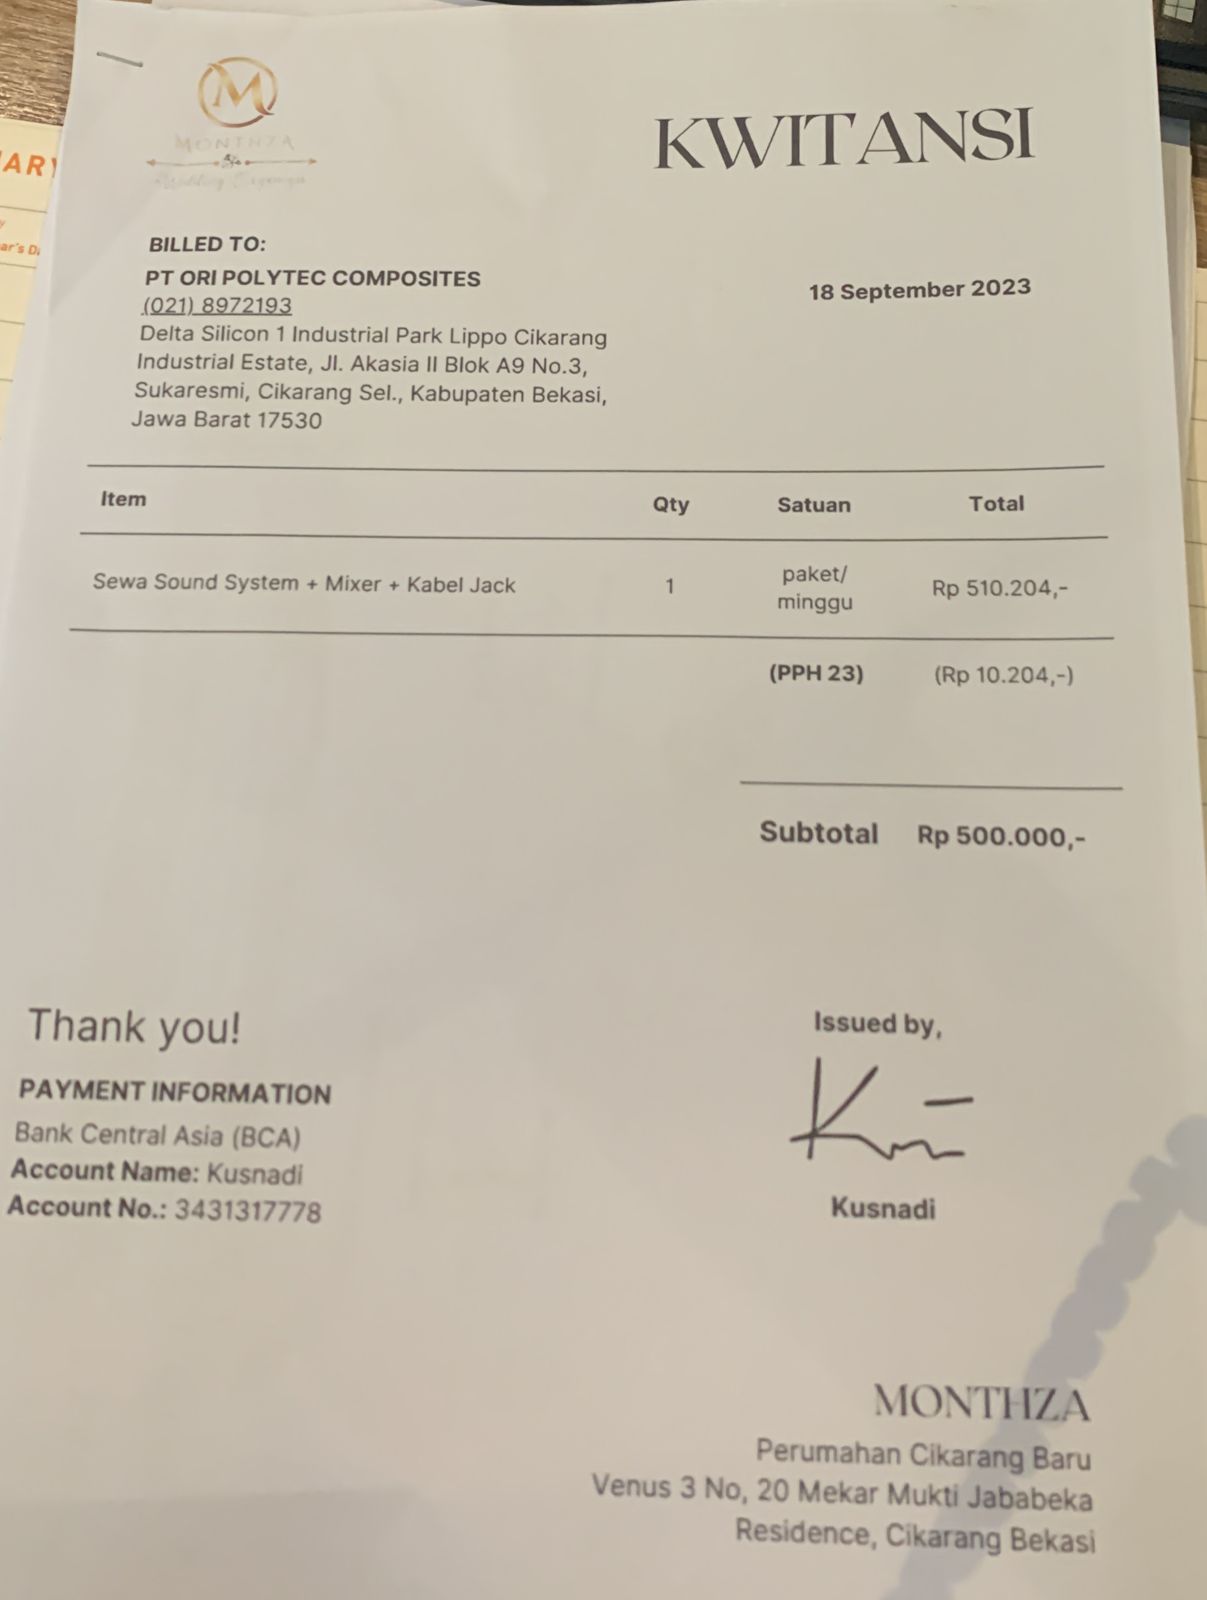 M
MONTHZA
KWITANSI
ARY
y
ar's Di
BILLED TO:
PT ORI POLYTEC COMPOSITES
(021) 8972193
Delta Silicon 1 Industrial Park Lippo Cikarang
Industrial Estate, Jl. Akasia II Blok A9 No.3,
Sukaresmi, Cikarang Sel., Kabupaten Bekasi,
Jawa Barat 17530
18 September 2023
Item Qty Satuan Total
Sewa Sound System + Mixer + Kabel Jack 1 paket/ Rp 510.204,-
minggu
(PPH 23) (Rp 10.204,-)
Subtotal Rp 500.000,-
Thank you!
PAYMENT INFORMATION
Bank Central Asia (BCA)
Account Name: Kusnadi
Account No.: 3431317778
Issued by,
Kusnadi
MONTHZA
Perumahan Cikarang Baru
Venus 3 No, 20 Mekar Mukti Jababeka
Residence, Cikarang Bekasi